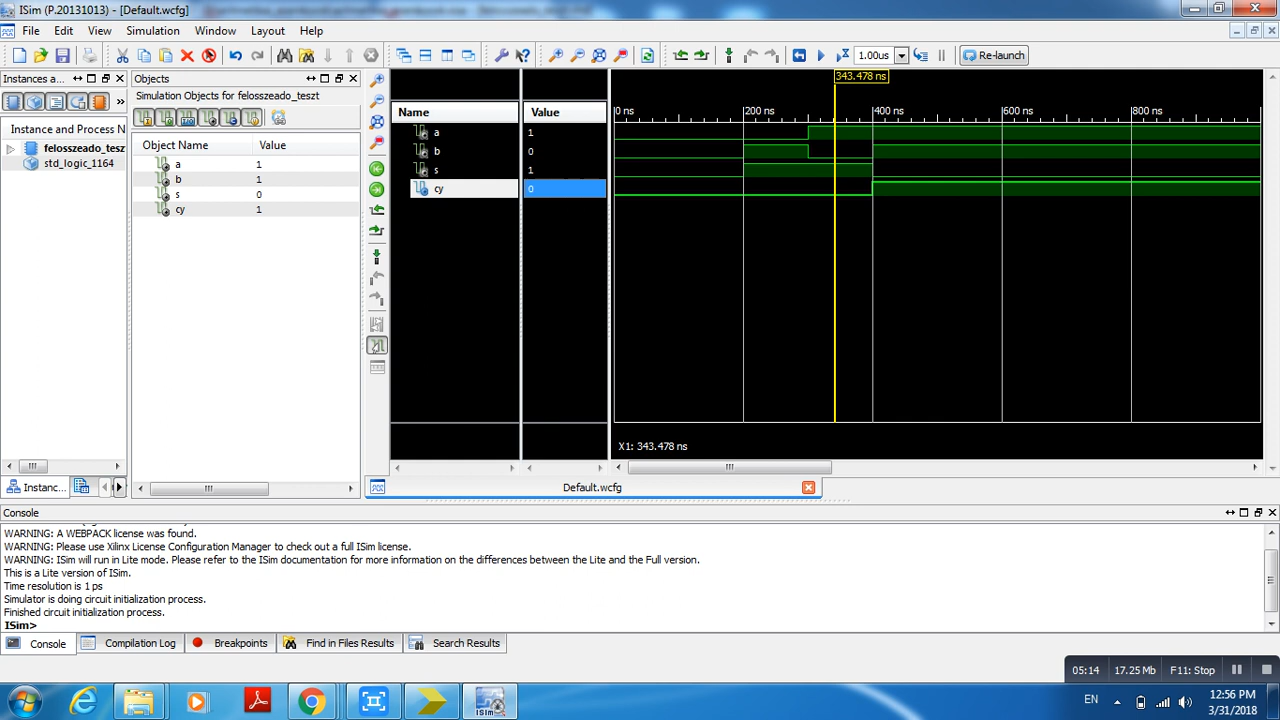 ISim (P.20131013) - [Default.wcfg]
File Edit View Simulation Window Layout Help
1.00us Re-launch
Instances a...
Instance and Process N
felosszeado_tesz
std_logic_1164
Instanc...
Objects
Simulation Objects for felosszeado_teszt
Object Name Value
a 1
b 1
s 0
cy 1
Name Value
a 1
b 0
s 1
cy 0
343.478 ns
0 ns 200 ns 400 ns 600 ns 800 ns
X1: 343.478 ns
Default.wcfg
Console
WARNING: A WEBPACK license was found.
WARNING: Please use Xilinx License Configuration Manager to check out a full ISim license.
WARNING: ISim will run in Lite mode. Please refer to the ISim documentation for more information on the differences between the Lite and the Full version.
This is a Lite version of ISim.
Time resolution is 1 ps
Simulator is doing circuit initialization process.
Finished circuit initialization process.
ISim>
Console Compilation Log Breakpoints Find in Files Results Search Results
05:14 17.25 Mb F11: Stop
ISim
EN
12:56 PM
3/31/2018